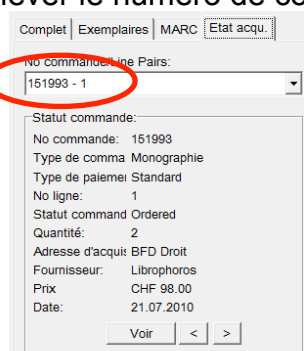 ever le numéro de co
Complet Exemplaires MARC Etat acqu.
No commande/Line Pairs:
151993 - 1
Statut commande:
No commande: 151993
Type de comma Monographie
Type de paiemer Standard
No ligne: 1
Statut command Ordered
Quantité: 2
Adresse d'acquis BFD Droit
Fournisseur: Librophoros
Prix CHF 98.00
Date: 21.07.2010
Voir < >